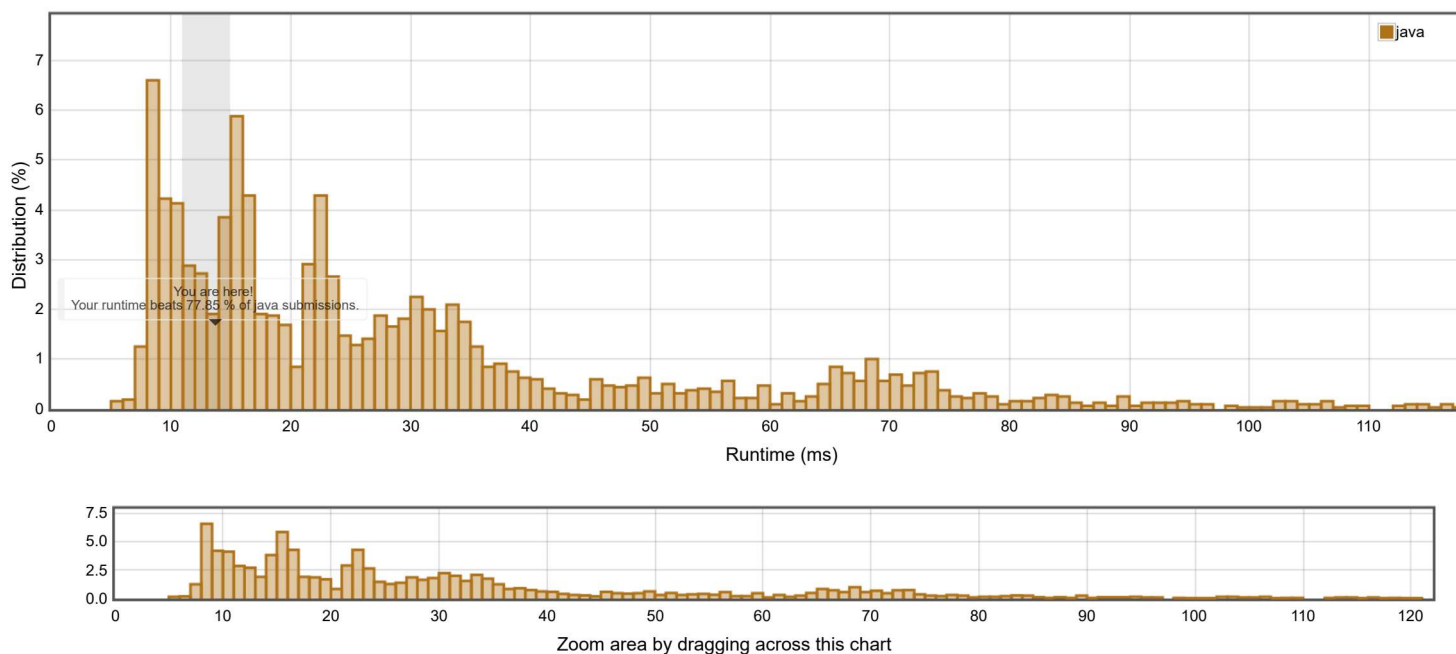 java
7
6
5
4
3
2
1
0
Distribution (%)
You are here!
Your runtime beats 77.85 % of java submissions.
0 10 20 30 40 50 60 70 80 90 100 110
Runtime (ms)
7.5
5.0
2.5
0.0
0 10 20 30 40 50 60 70 80 90 100 110 120
Zoom area by dragging across this chart